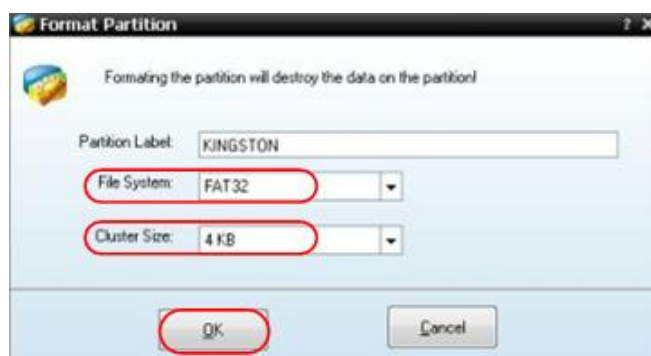 Format Partition ? X
Formating the partition will destroy the data on the partition!
Partition Label: KINGSTON
File System: FAT32
Cluster Size: 4 KB
OK Cancel